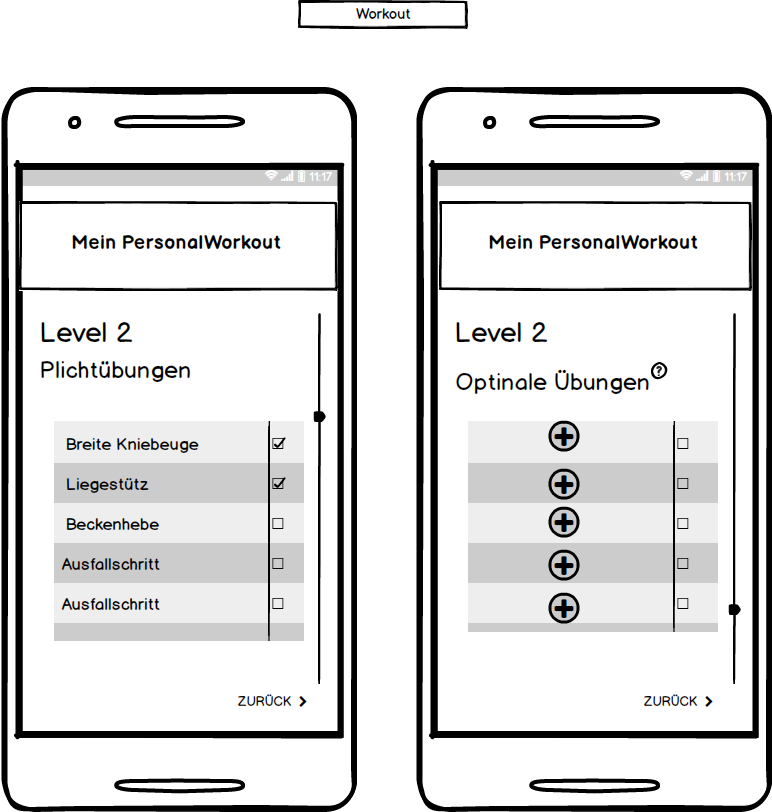 Workout
11:17
Mein PersonalWorkout
Level 2
Plichtübungen
Breite Kniebeuge
Liegestütz
Beckenhebe
Ausfallschritt
Ausfallschritt
ZURÜCK
11:17
Mein PersonalWorkout
Level 2
Optinale Übungen?
ZURÜCK